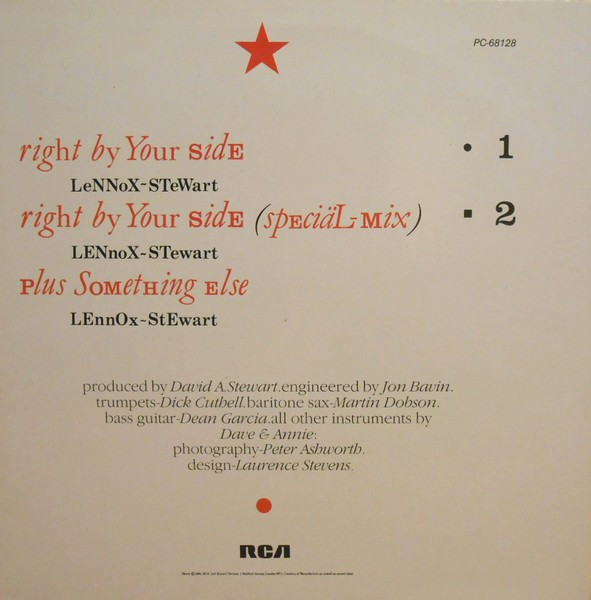 PC-68128
right by Your SidE • 1
LeNNoX-STeWart
right by Your SidE (spEciäL-Mix) ▪ 2
LENnoX-STewart
Plus SOMetHing Else
LEnnOx-StEwart
produced by David A.Stewart.engineered by Jon Bavin.
trumpets-Dick Cuthell.baritone sax-Martin Dobson.
bass guitar-Dean Garcia.all other instruments by
Dave & Annie:
photography-Peter Ashworth.
design-Laurence Stevens.
RCA